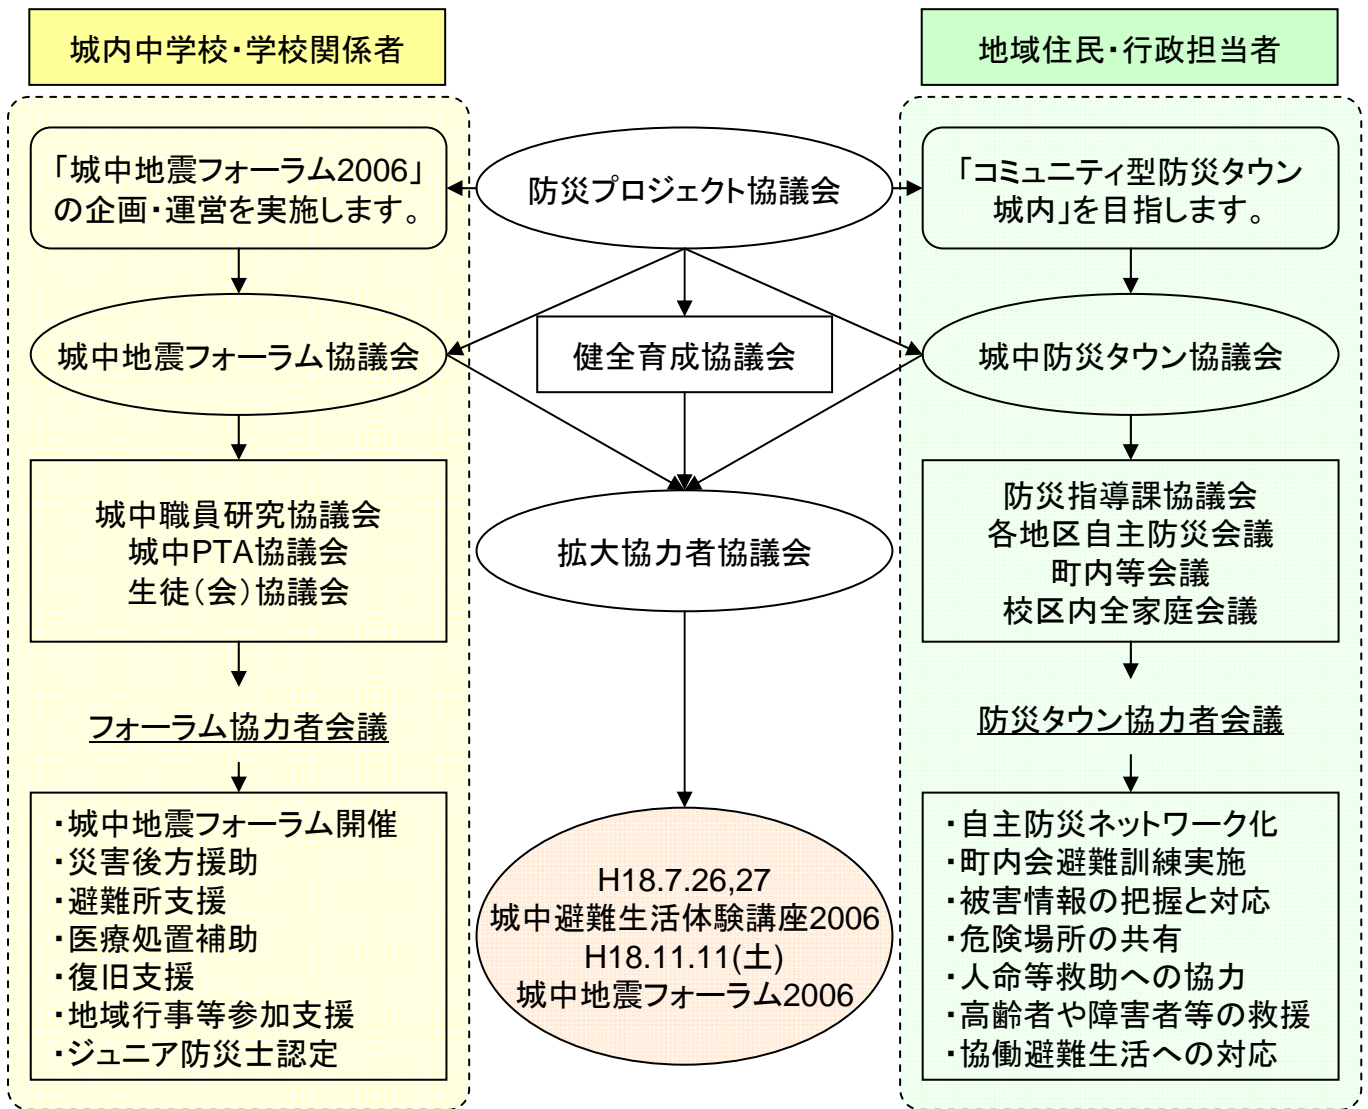 城内中学校・学校関係者
地域住民・行政担当者
「城中地震フォーラム2006」
の企画・運営を実施します。
防災プロジェクト協議会
「コミュニティ型防災タウン
城内」を目指します。
城中地震フォーラム協議会
健全育成協議会
城中防災タウン協議会
城中職員研究協議会
城中PTA協議会
生徒（会）協議会
拡大協力者協議会
防災指導課協議会
各地区自主防災会議
町内等会議
校区内全家庭会議
フォーラム協力者会議
防災タウン協力者会議
・城中地震フォーラム開催
・災害後方援助
・避難所支援
・医療処置補助
・復旧支援
・地域行事等参加支援
・ジュニア防災士認定
H18.7.26,27
城中避難生活体験講座2006
H18.11.11(土)
城中地震フォーラム2006
・自主防災ネットワーク化
・町内会避難訓練実施
・被害情報の把握と対応
・危険場所の共有
・人命等救助への協力
・高齢者や障害者等の救援
・協働避難生活への対応